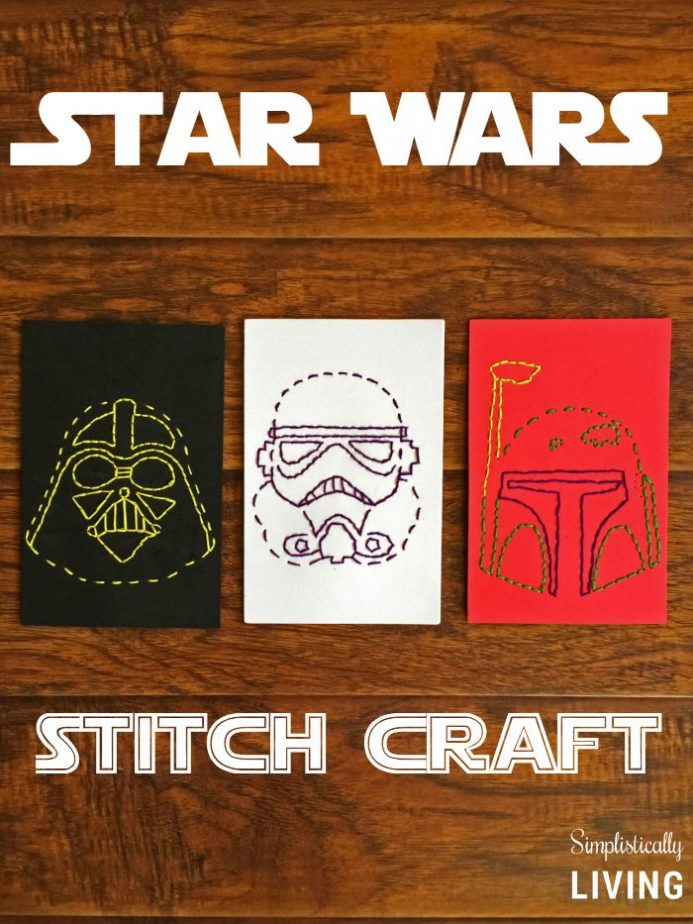 STAR WARS
STITCH CRAFT
Simplistically
LIVING